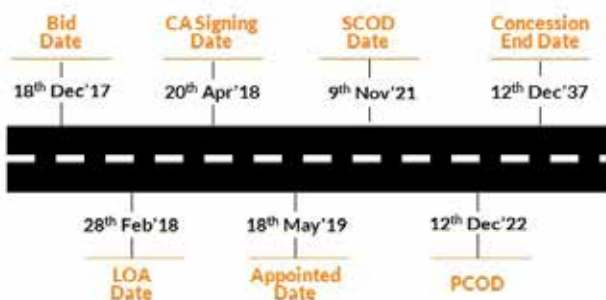 Bid
Date
CA Signing
Date
SCOD
Date
Concession
End Date
18th Dec'17
20th Apr'18
9th Nov'21
12th Dec'37
28th Feb'18
18th May'19
12th Dec'22
LOA
Date
Appointed
Date
PCOD